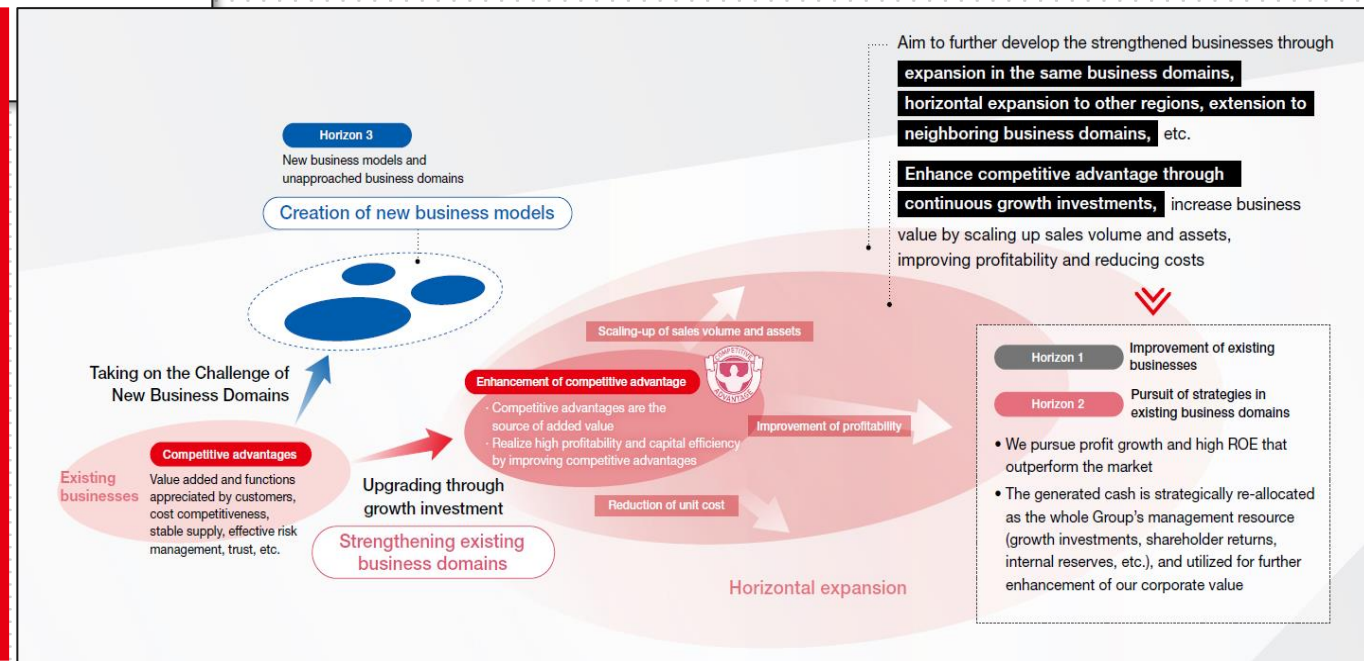 Aim to further develop the strengthened businesses through
expansion in the same business domains,
horizontal expansion to other regions, extension to
neighboring business domains, etc.
Enhance competitive advantage through
continuous growth investments, increase business
value by scaling up sales volume and assets,
improving profitability and reducing costs
Horizon 3
New business models and
unapproached business domains
Creation of new business models
Taking on the Challenge of
New Business Domains
Existing
businesses
Competitive advantages
Value added and functions
appreciated by customers,
cost competitiveness,
stable supply, effective risk
management, trust, etc.
Upgrading through
growth investment
Strengthening existing
business domains
Scaling-up of sales volume and assets
Enhancement of competitive advantage
· Competitive advantages are the
source of added value
· Realize high profitability and capital efficiency
by improving competitive advantages
COMPETITIVE
ADVANTAGE
Improvement of profitability
Reduction of unit cost
Horizontal expansion
Horizon 1
Improvement of existing
businesses
Horizon 2
Pursuit of strategies in
existing business domains
• We pursue profit growth and high ROE that
outperform the market
• The generated cash is strategically re-allocated
as the whole Group's management resource
(growth investments, shareholder returns,
internal reserves, etc.), and utilized for further
enhancement of our corporate value